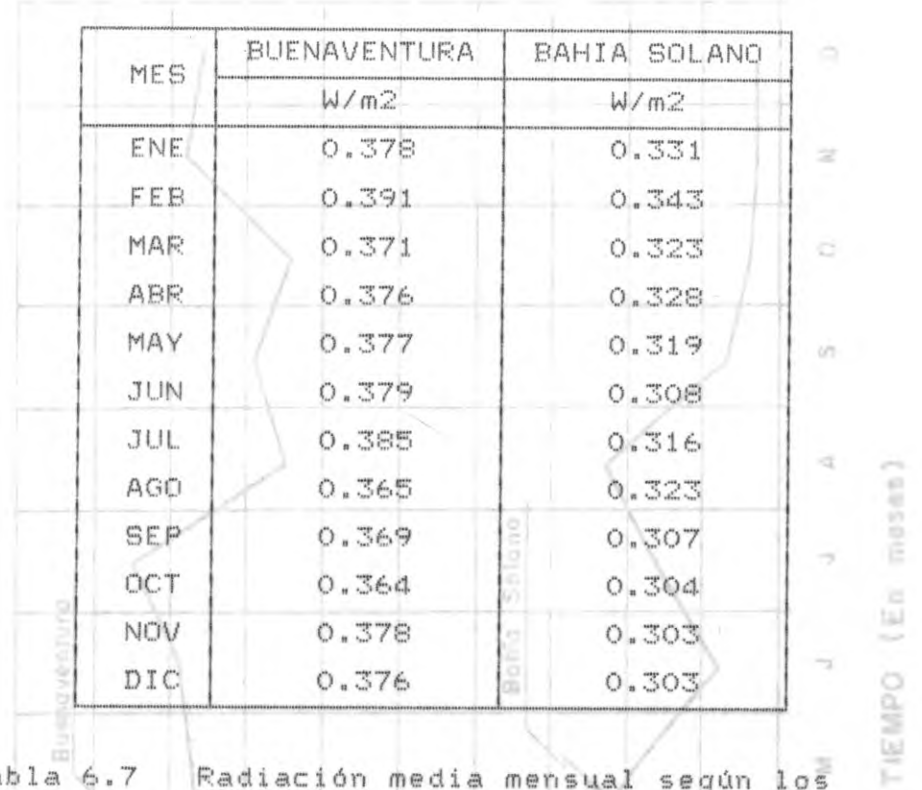 MES BUENAVENTURA BAHIA SOLANO
W/m2 W/m2
ENE 0.378 0.331
FEB 0.391 0.343
MAR 0.371 0.323
ABR 0.376 0.328
MAY 0.377 0.319
JUN 0.379 0.308
JUL 0.385 0.316
AGO 0.365 0.323
SEP 0.369 0.307
OCT 0.364 0.304
NOV 0.378 0.303
DIC 0.376 0.303
abla 6.7 Radiación media mensual según los
Buenaventura
Bahía Solano
D
N
O
S
A
J
J
M
TIEMPO (En meses)